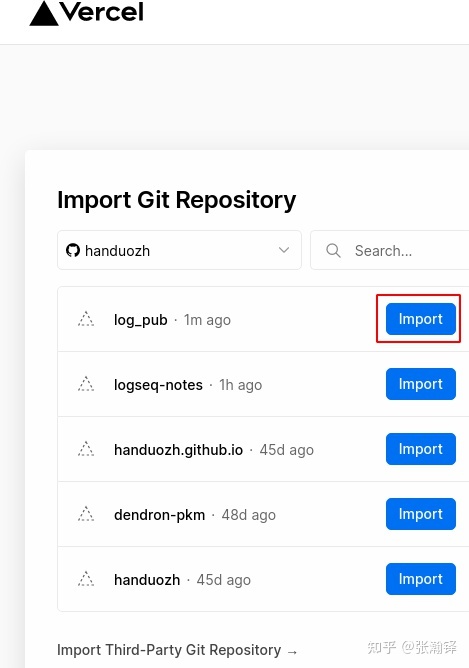 Vercel
Import Git Repository
handuozh
Search...
log_pub · 1m ago Import
logseq-notes · 1h ago Import
handuozh.github.io · 45d ago Import
dendron-pkm · 48d ago Import
handuozh · 45d ago Import
Import Third-Party Git Repository →
知乎 @张瀚铎